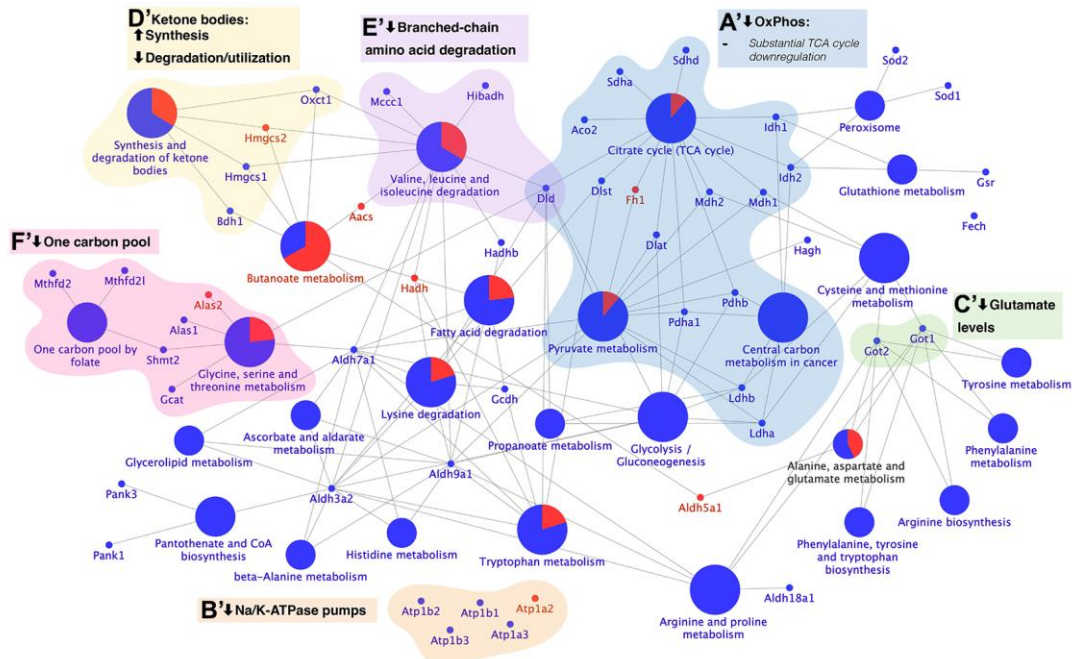 D' Ketone bodies:
↑ Synthesis
↓ Degradation/utilization
E' ↓ Branched-chain
amino acid degradation
A' ↓ OxPhos:
- Substantial TCA cycle
downregulation
Sdhd
Sod2
Sdha
Sod1
Mccc1
Hibadh
Oxct1
Aco2
Citrate cycle (TCA cycle)
Idh1
Peroxisome
Hmgcs2
Synthesis and
degradation of ketone
bodies
Hmgcs1
Valine, leucine and
isoleucine degradation
Idh2
Glutathione metabolism
Gsr
Dld
Dlst
Fh1
Mdh2
Mdh1
Bdh1
Aacs
Fech
F' ↓ One carbon pool
Hadhb
Dlat
Hagh
Mthfd2
Mthfd2l
Butanoate metabolism
Hadh
Cysteine and methionine
metabolism
Alas2
Pdhb
C' ↓ Glutamate
levels
Alas1
Fatty acid degradation
Pdha1
One carbon pool by
folate
Shmt2
Glycine, serine and
threonine metabolism
Aldh7a1
Pyruvate metabolism
Central carbon
metabolism in cancer
Got2
Got1
Tyrosine metabolism
Gcat
Lysine degradation
Gcdh
Ldhb
Ascorbate and aldarate
metabolism
Propanoate metabolism
Glycolysis /
Gluconeogenesis
Ldha
Phenylalanine
metabolism
Glycerolipid metabolism
Aldh9a1
Alanine, aspartate and
glutamate metabolism
Pank3
Aldh3a2
Aldh5a1
Arginine biosynthesis
Pank1
Pantothenate and CoA
biosynthesis
Histidine metabolism
Tryptophan metabolism
Phenylalanine, tyrosine
and tryptophan
biosynthesis
beta-Alanine metabolism
B' ↓ Na/K-ATPase pumps
Atp1b2
Atp1b1
Atp1a2
Atp1b3
Atp1a3
Aldh18a1
Arginine and proline
metabolism